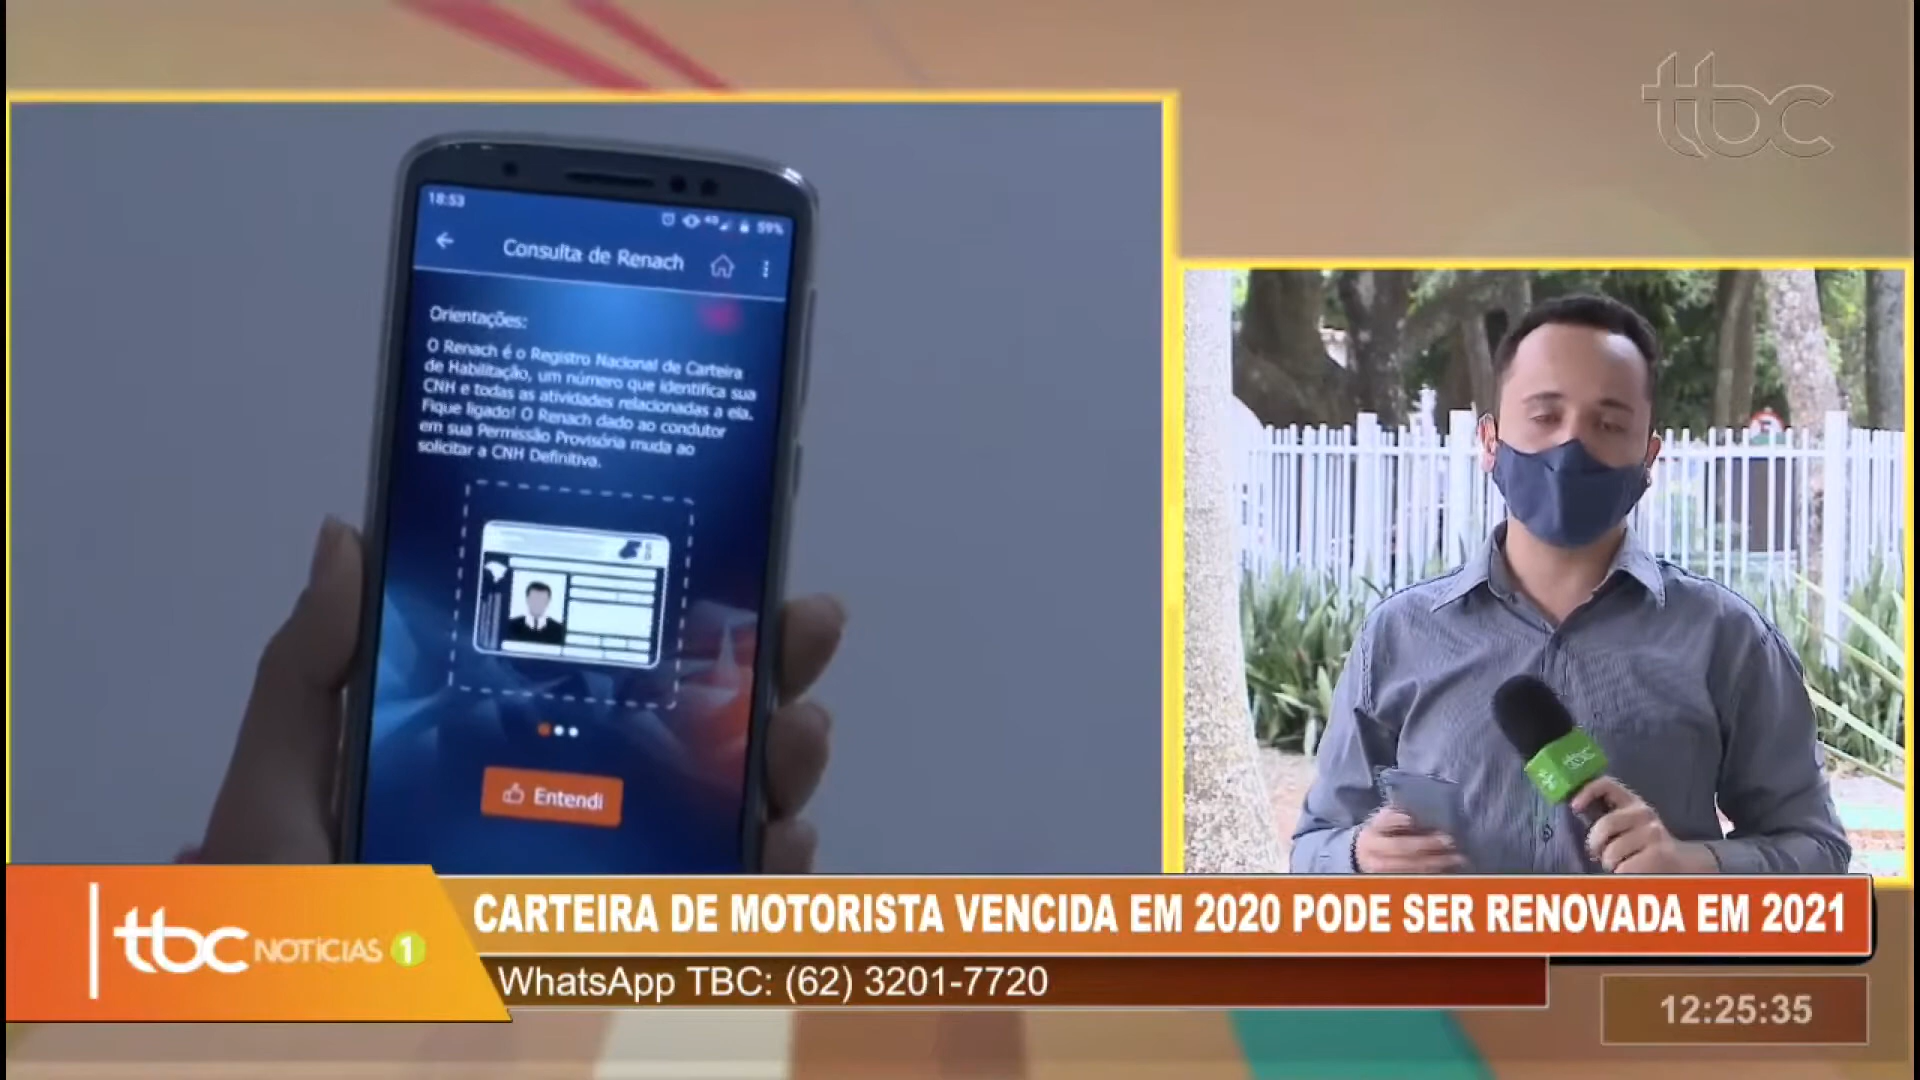 tbc
18:53
4G
59%
Consulta de Renach
Orientações:
O Renach é o Registro Nacional de Carteira
de Habilitação, um número que identifica sua
CNH e todas as atividades relacionadas a ela.
Fique ligado! O Renach dado ao condutor
em sua Permissão Provisória muda ao
solicitar a CNH Definitiva.
Entendi
tbc
tbc NOTÍCIAS 1
CARTEIRA DE MOTORISTA VENCIDA EM 2020 PODE SER RENOVADA EM 2021
WhatsApp TBC: (62) 3201-7720
12:25:35